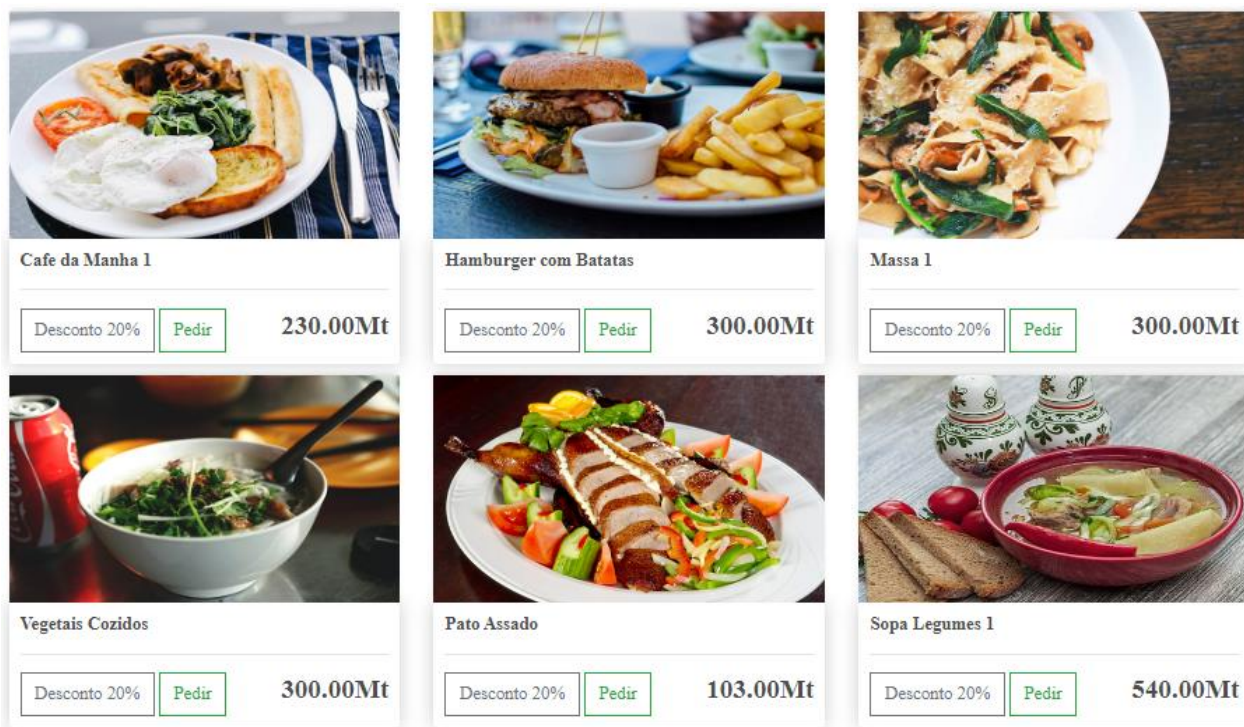 Cafe da Manha 1
Desconto 20% Pedir 230.00Mt
Hamburger com Batatas
Desconto 20% Pedir 300.00Mt
Massa 1
Desconto 20% Pedir 300.00Mt
Vegetais Cozidos
Desconto 20% Pedir 300.00Mt
Pato Assado
Desconto 20% Pedir 103.00Mt
Sopa Legumes 1
Desconto 20% Pedir 540.00Mt